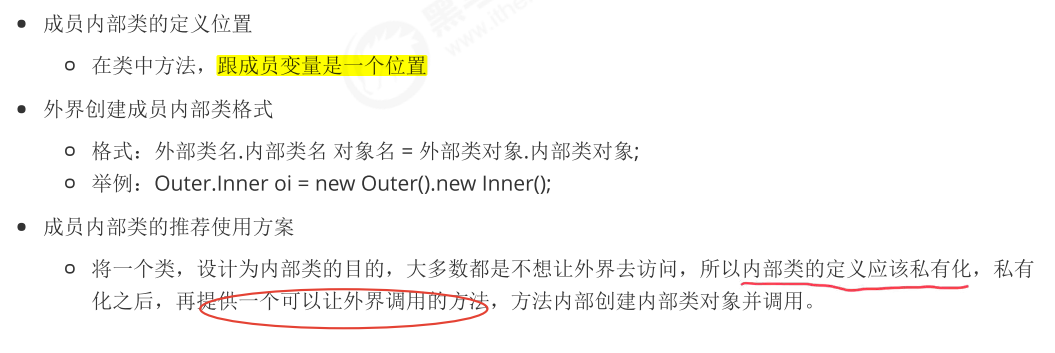 成员内部类的定义位置
在类中方法，跟成员变量是一个位置
外界创建成员内部类格式
格式：外部类名.内部类名 对象名 = 外部类对象.内部类对象;
举例：Outer.Inner oi = new Outer().new Inner();
成员内部类的推荐使用方案
将一个类，设计为内部类的目的，大多数都是不想让外界去访问，所以内部类的定义应该私有化，私有
化之后，再提供一个可以让外界调用的方法，方法内部创建内部类对象并调用。